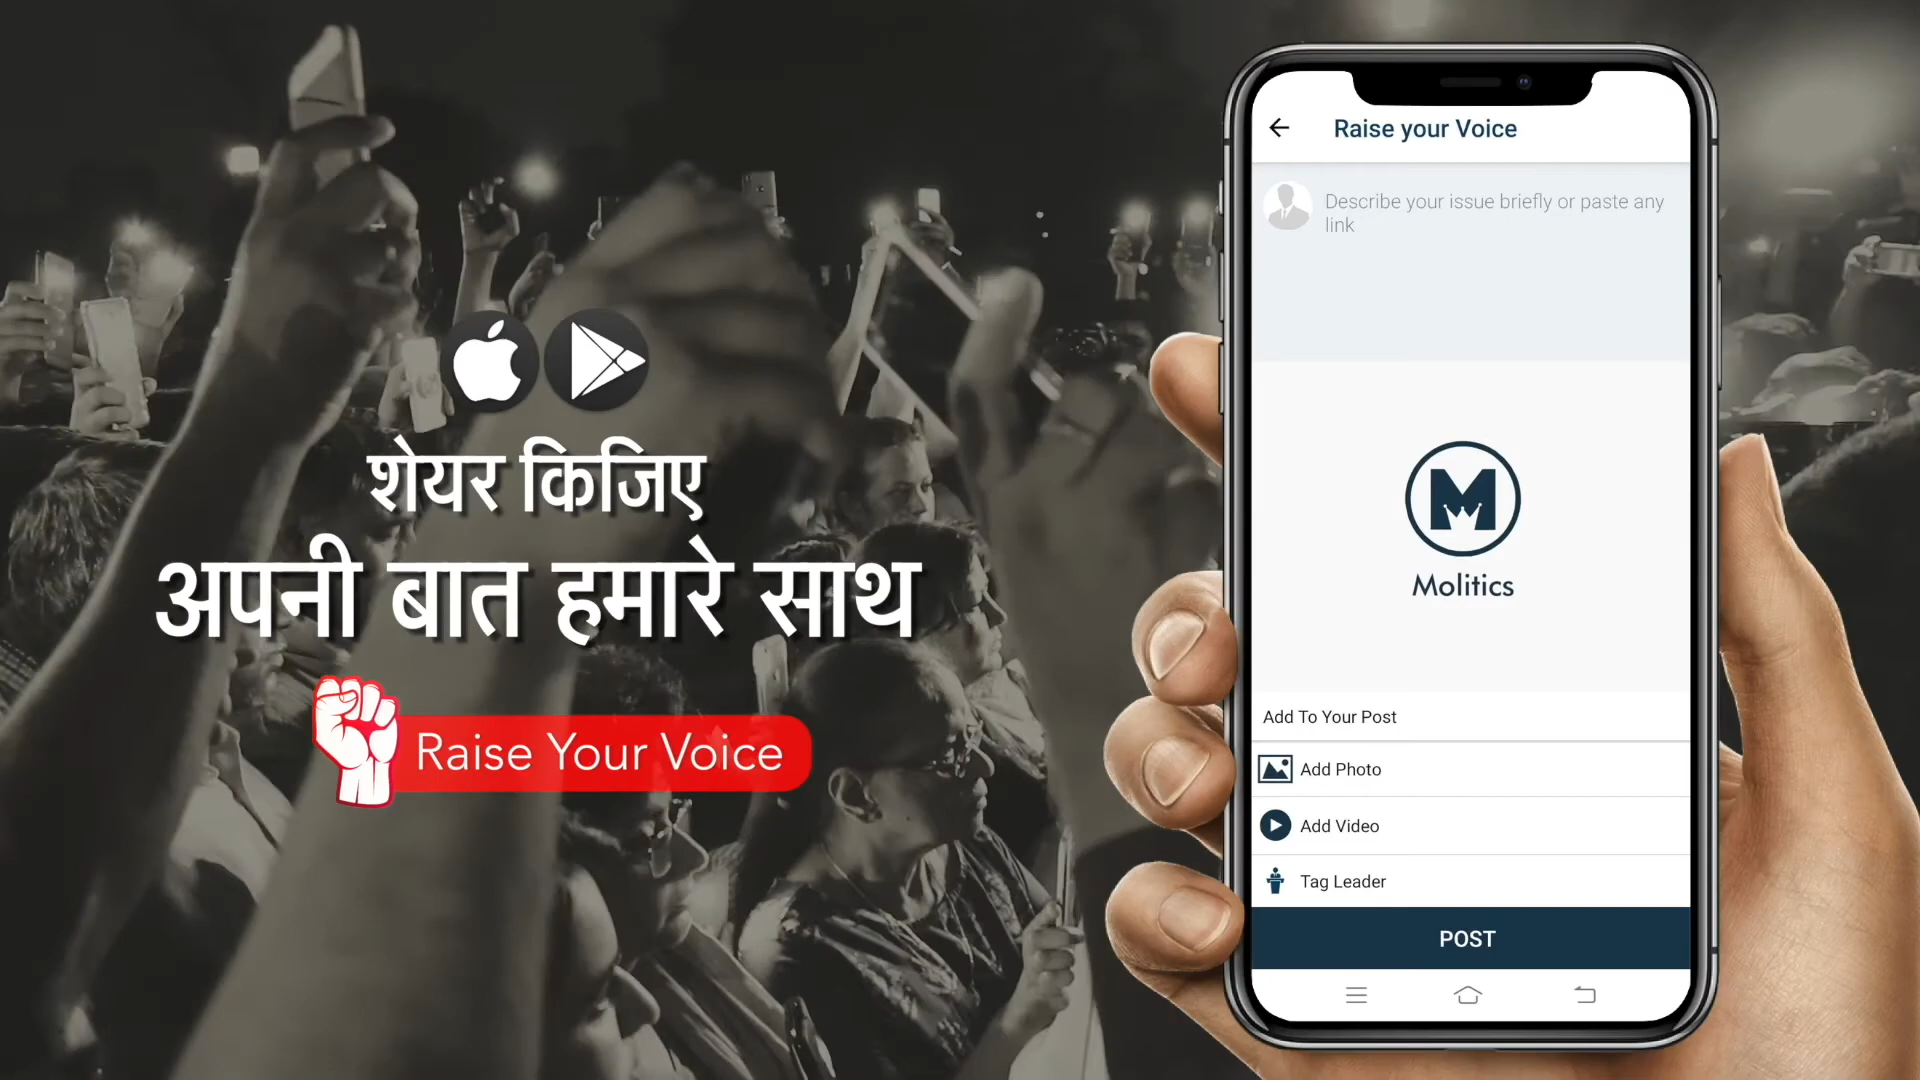 शेयर किजिए
अपनी बात हमारे साथ
Raise Your Voice
Raise your Voice
Describe your issue briefly or paste any
link
M
Molitics
Add To Your Post
Add Photo
Add Video
Tag Leader
POST